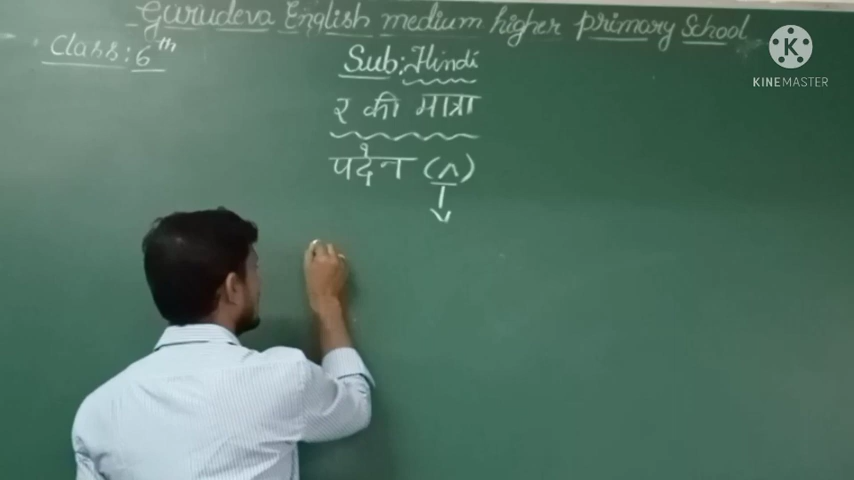 Gurudeva English medium higher primary School
Class: 6th
Sub: Hindi
र की मात्रा
पदेन (^)
KINEMASTER